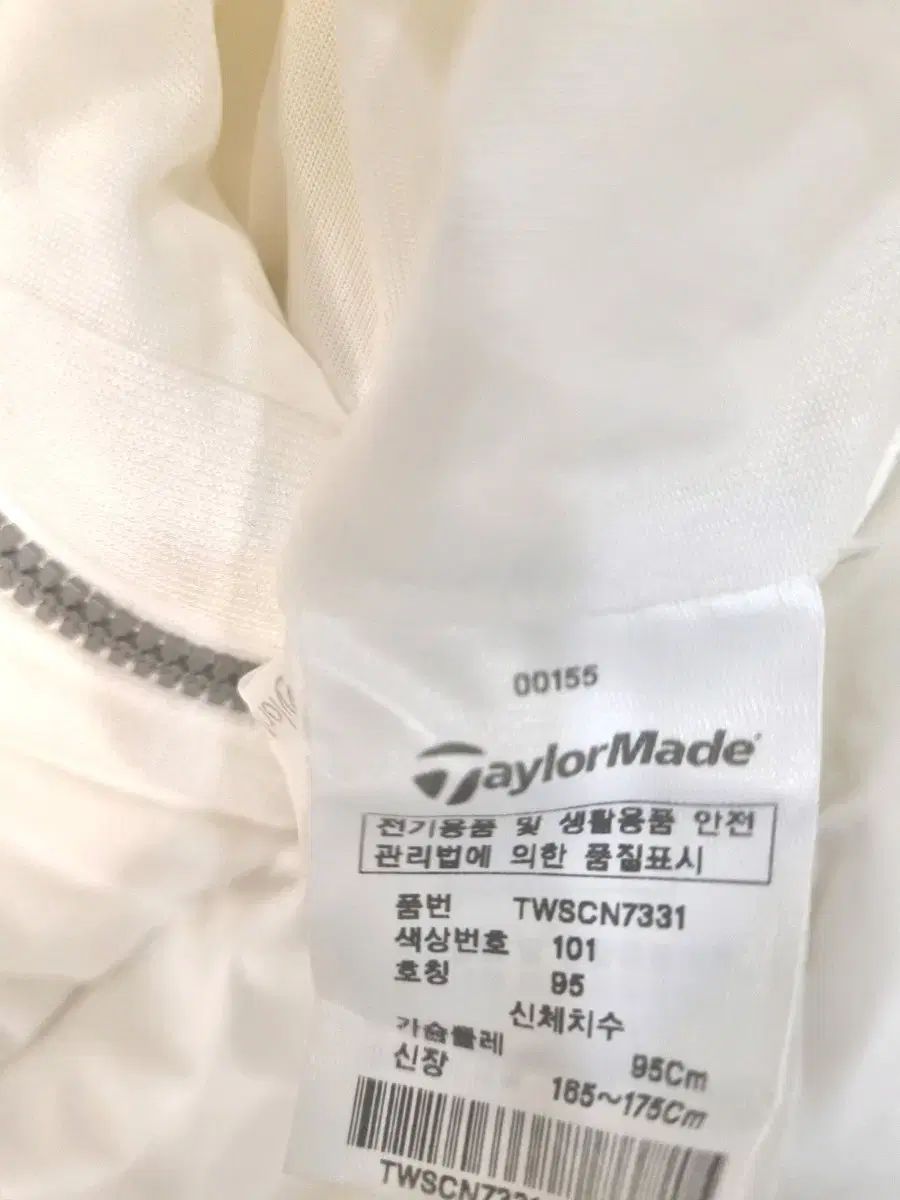 00155
TaylorMade
전기용품 및 생활용품 안전
관리법에 의한 품질표시
품번 TWSCN7331
색상번호 101
호칭 95
신체치수
가슴둘레 95Cm
신장 165~175Cm